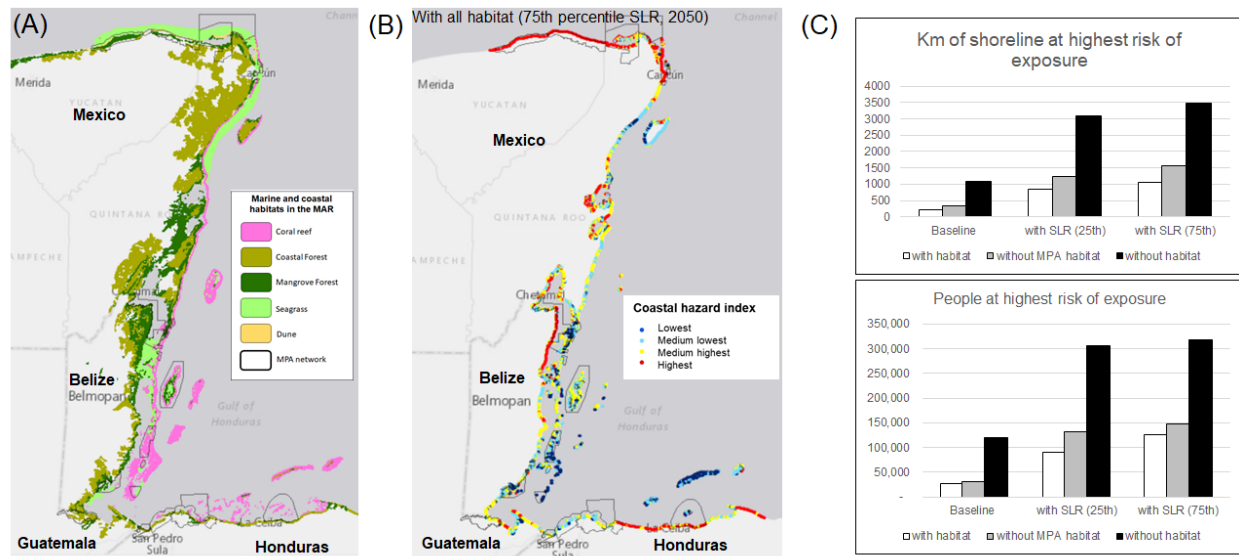 (A)
Channel
Cancún
Merida
YUCATAN
Mexico
QUINTANA ROO
AMPECHE
Chetumal
Belize
Belmopan
Gulf of
Honduras
La Ceiba
San Pedro
Sula
Guatemala
Honduras
Marine and coastal
habitats in the MAR
Coral reef
Coastal Forest
Mangrove Forest
Seagrass
Dune
MPA network
(B)
With all habitat (75th percentile SLR, 2050)
Channel
Cancún
Merida
YUCATAN
Mexico
QUINTANA ROO
AMPECHE
Chetumal
Belize
Belmopan
Gulf of
Honduras
La Ceiba
San Pedro
Sula
Guatemala
Honduras
Coastal hazard index
Lowest
Medium lowest
Medium highest
Highest
(C)
Km of shoreline at highest risk of
exposure
4000
3500
3000
2500
2000
1500
1000
500
0
Baseline with SLR (25th) with SLR (75th)
with habitat without MPA habitat without habitat
People at highest risk of exposure
350,000
300,000
250,000
200,000
150,000
100,000
50,000
-
Baseline with SLR (25th) with SLR (75th)
with habitat without MPA habitat without habitat